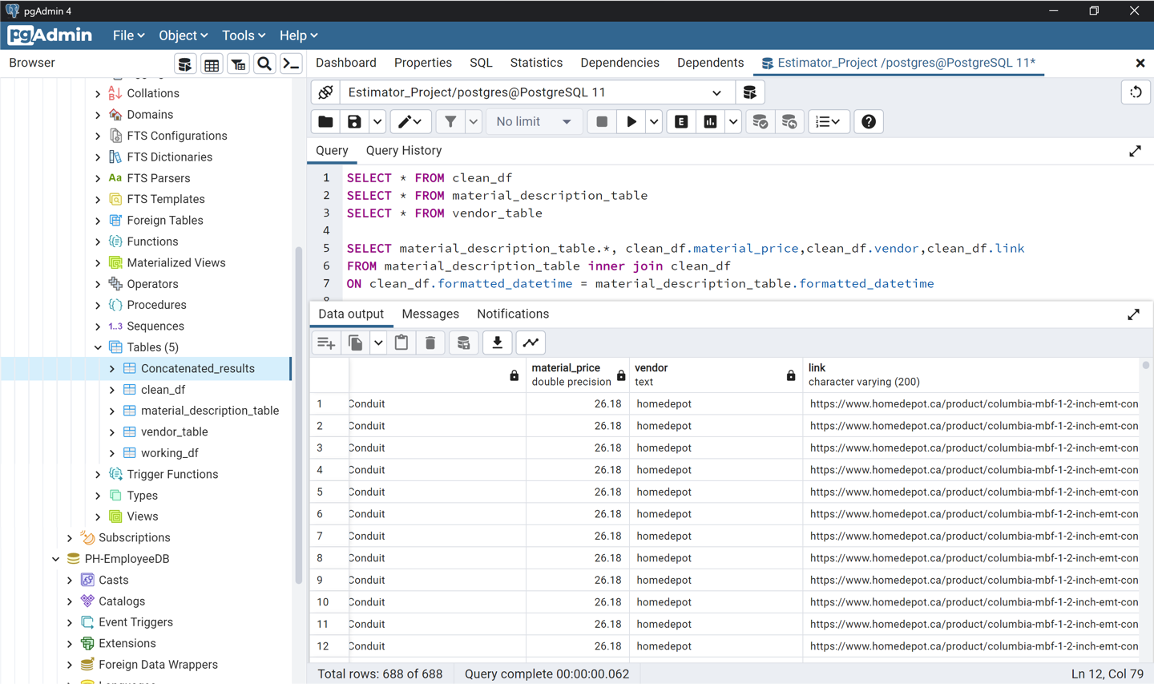 pgAdmin 4
pgAdmin File Object Tools Help
Browser
Collations
Domains
FTS Configurations
FTS Dictionaries
Aa FTS Parsers
FTS Templates
Foreign Tables
Functions
Materialized Views
Operators
Procedures
1..3 Sequences
Tables (5)
Concatenated_results
clean_df
material_description_table
vendor_table
working_df
Trigger Functions
Types
Views
Subscriptions
PH-EmployeeDB
Casts
Catalogs
Event Triggers
Extensions
Foreign Data Wrappers
Dashboard Properties SQL Statistics Dependencies Dependents Estimator_Project /postgres@PostgreSQL 11*
Estimator_Project/postgres@PostgreSQL 11
No limit
Query Query History
1 SELECT * FROM clean_df
2 SELECT * FROM material_description_table
3 SELECT * FROM vendor_table
4
5 SELECT material_description_table.*, clean_df.material_price,clean_df.vendor,clean_df.link
6 FROM material_description_table inner join clean_df
7 ON clean_df.formatted_datetime = material_description_table.formatted_datetime
Data output Messages Notifications
material_price vendor link
double precision text character varying (200)
1 Conduit 26.18 homedepot https://www.homedepot.ca/product/columbia-mbf-1-2-inch-emt-con
2 Conduit 26.18 homedepot https://www.homedepot.ca/product/columbia-mbf-1-2-inch-emt-con
3 Conduit 26.18 homedepot https://www.homedepot.ca/product/columbia-mbf-1-2-inch-emt-con
4 Conduit 26.18 homedepot https://www.homedepot.ca/product/columbia-mbf-1-2-inch-emt-con
5 Conduit 26.18 homedepot https://www.homedepot.ca/product/columbia-mbf-1-2-inch-emt-con
6 Conduit 26.18 homedepot https://www.homedepot.ca/product/columbia-mbf-1-2-inch-emt-con
7 Conduit 26.18 homedepot https://www.homedepot.ca/product/columbia-mbf-1-2-inch-emt-con
8 Conduit 26.18 homedepot https://www.homedepot.ca/product/columbia-mbf-1-2-inch-emt-con
9 Conduit 26.18 homedepot https://www.homedepot.ca/product/columbia-mbf-1-2-inch-emt-con
10 Conduit 26.18 homedepot https://www.homedepot.ca/product/columbia-mbf-1-2-inch-emt-con
11 Conduit 26.18 homedepot https://www.homedepot.ca/product/columbia-mbf-1-2-inch-emt-con
12 Conduit 26.18 homedepot https://www.homedepot.ca/product/columbia-mbf-1-2-inch-emt-con
Total rows: 688 of 688 Query complete 00:00:00.062 Ln 12, Col 79